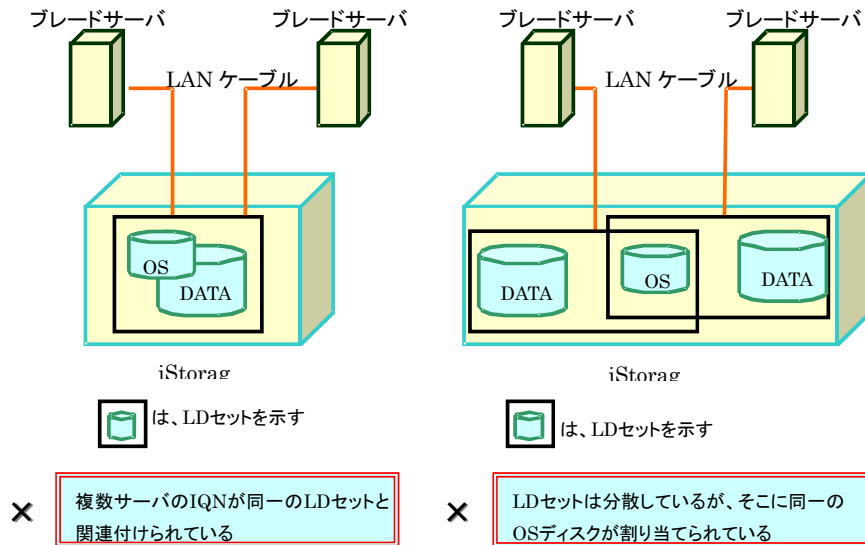 ブレードサーバ ブレードサーバ
LAN ケーブル
OS
DATA
iStorag
は、LDセットを示す
× 複数サーバのIQNが同一のLDセットと
関連付けられている
ブレードサーバ ブレードサーバ
LAN ケーブル
DATA OS DATA
iStorag
は、LDセットを示す
× LDセットは分散しているが、そこに同一の
OSディスクが割り当てられている